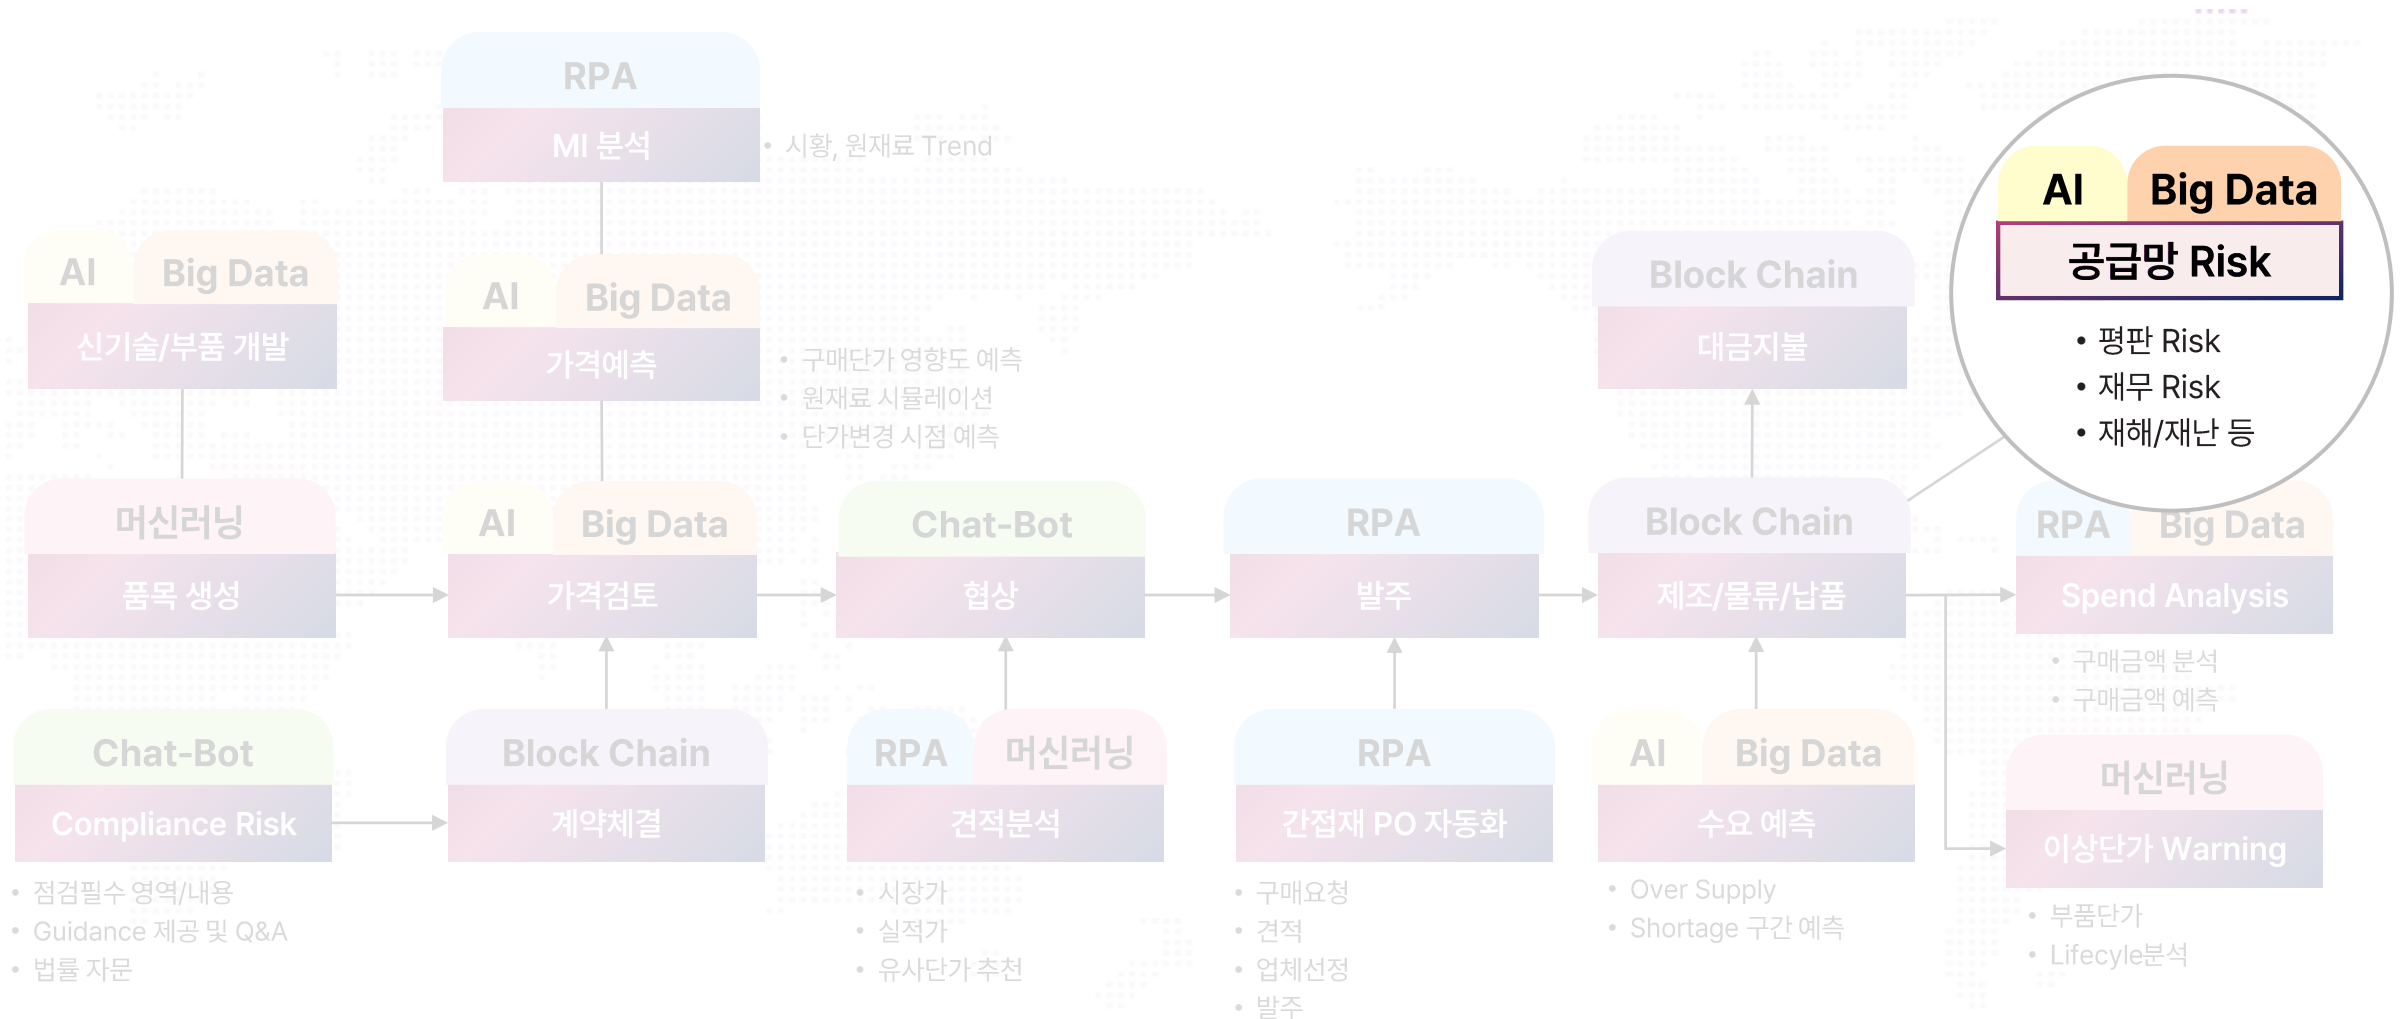 RPA
MI 분석
• 시황, 원재료 Trend
AI Big Data
공급망 Risk
• 평판 Risk
• 재무 Risk
• 재해/재난 등
AI Big Data
신기술/부품 개발
AI Big Data
가격예측
• 구매단가 영향도 예측
• 원재료 시뮬레이션
• 단가변경 시점 예측
Block Chain
대금지불
머신러닝
품목 생성
AI Big Data
가격검토
Chat-Bot
협상
RPA
발주
Block Chain
제조/물류/납품
RPA Big Data
Spend Analysis
• 구매금액 분석
• 구매금액 예측
Chat-Bot
Compliance Risk
• 점검필수 영역/내용
• Guidance 제공 및 Q&A
• 법률 자문
Block Chain
계약체결
RPA 머신러닝
견적분석
• 시장가
• 실적가
• 유사단가 추천
RPA
간접재 PO 자동화
• 구매요청
• 견적
• 업체선정
• 발주
AI Big Data
수요 예측
• Over Supply
• Shortage 구간 예측
머신러닝
이상단가 Warning
• 부품단가
• Lifecyle분석